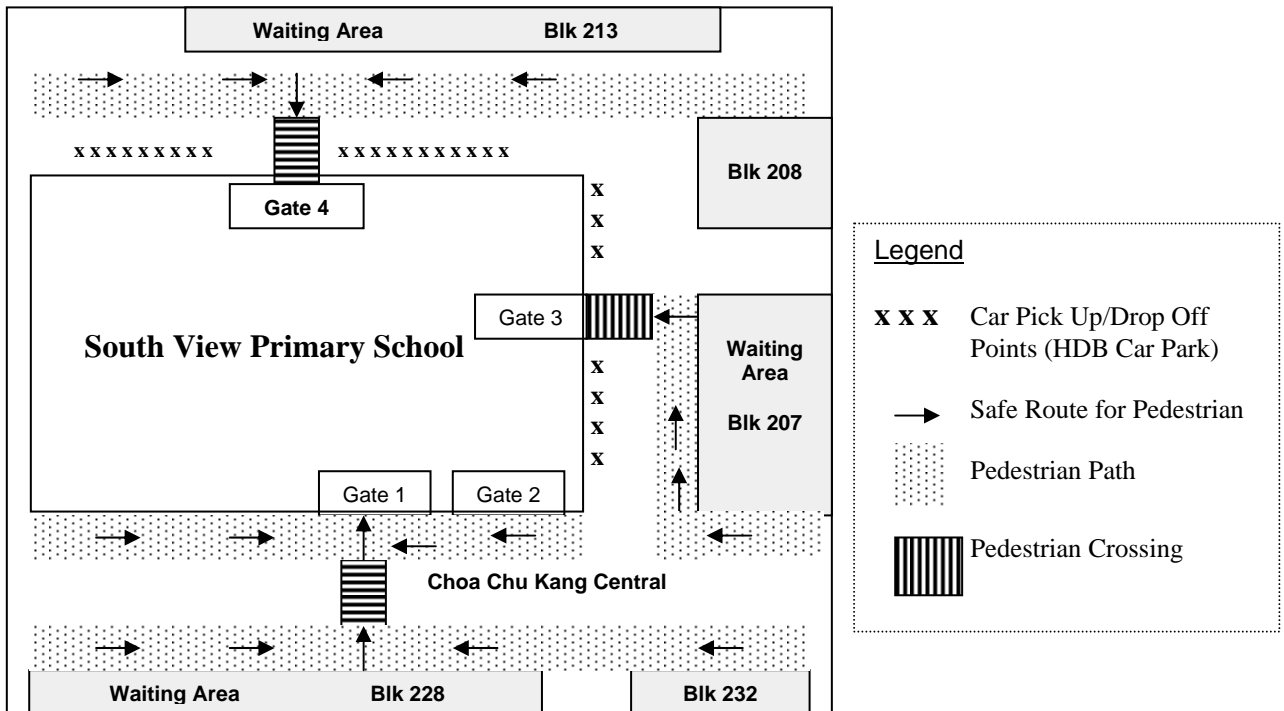 Waiting Area Blk 213
x x x x x x x x x x x x x x x x x x x x
Blk 208
Gate 4
x
x
x
Gate 3
South View Primary School
Waiting
Area
Blk 207
x
x
x
x
Gate 1 Gate 2
Choa Chu Kang Central
Waiting Area Blk 228 Blk 232
Legend
x x x Car Pick Up/Drop Off
Points (HDB Car Park)
Safe Route for Pedestrian
Pedestrian Path
Pedestrian Crossing